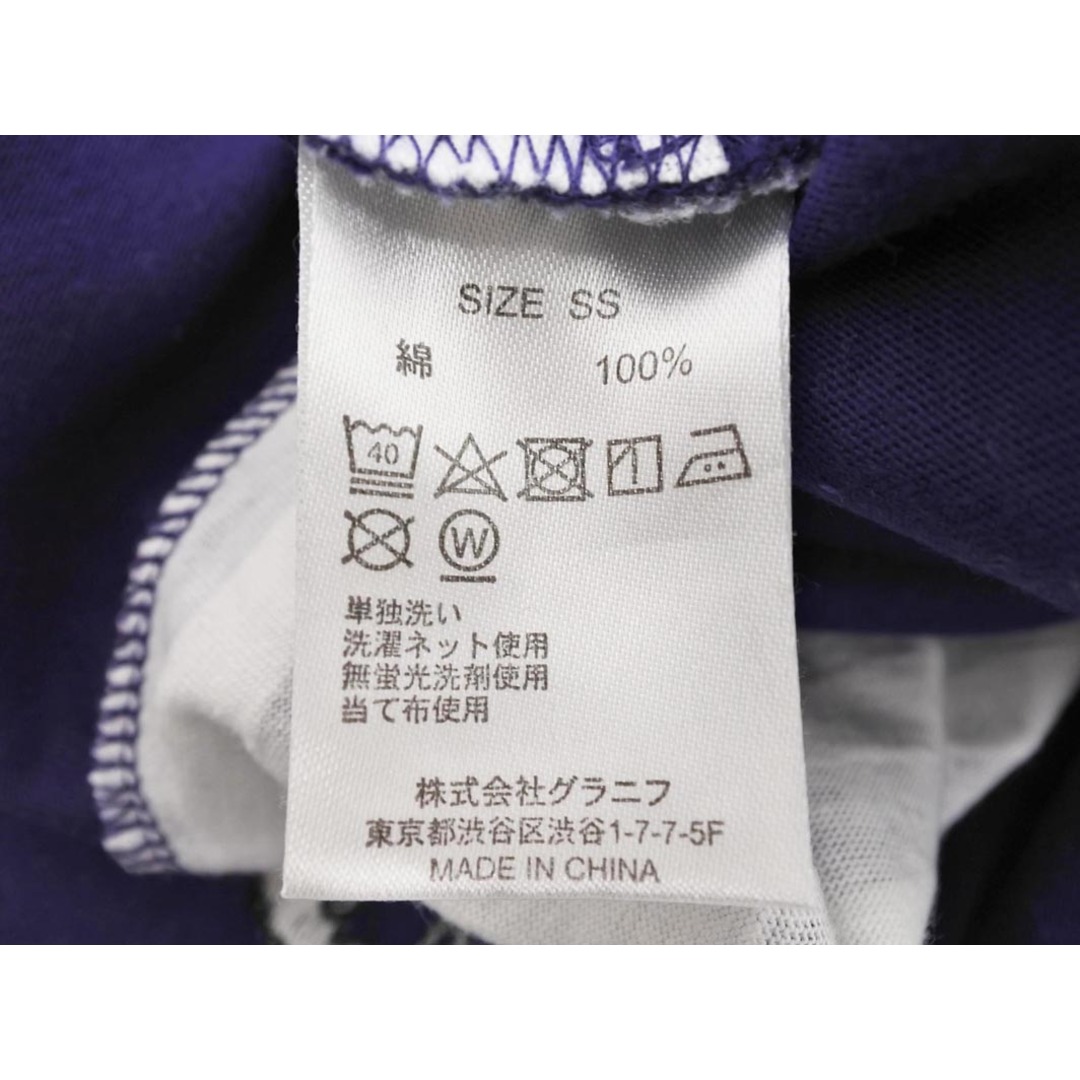 SIZE SS
綿 100%
40
W
単独洗い
洗濯ネット使用
無蛍光洗剤使用
当て布使用
株式会社グラニフ
東京都渋谷区渋谷1-7-7-5F
MADE IN CHINA